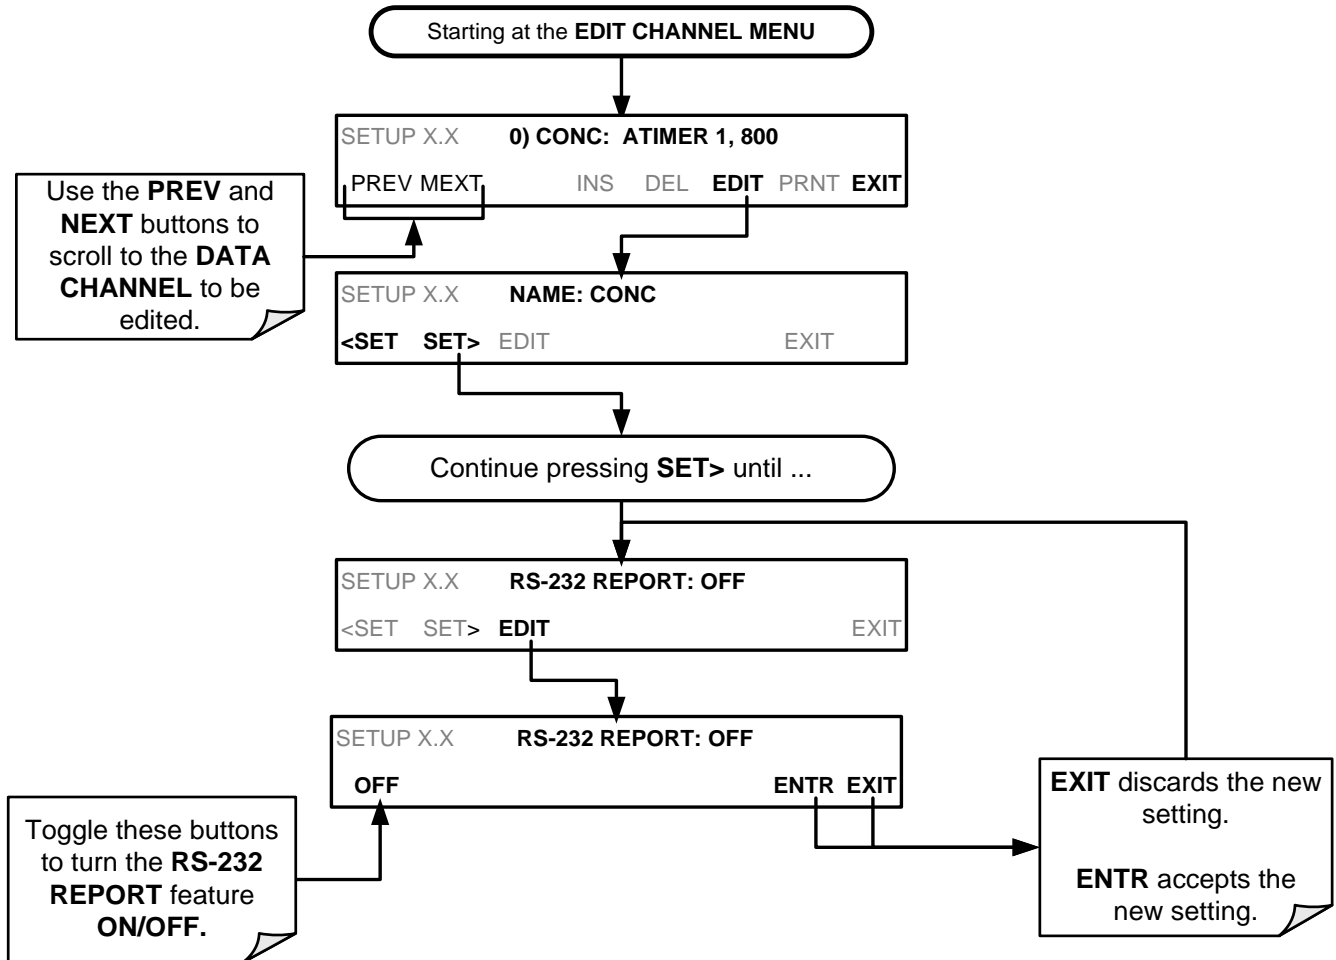 Starting at the EDIT CHANNEL MENU
SETUP X.X 0) CONC: ATIMER 1, 800
PREV MEXT INS DEL EDIT PRNT EXIT
Use the PREV and
NEXT buttons to
scroll to the DATA
CHANNEL to be
edited.
SETUP X.X NAME: CONC
<SET SET> EDIT EXIT
Continue pressing SET> until ...
SETUP X.X RS-232 REPORT: OFF
<SET SET> EDIT EXIT
SETUP X.X RS-232 REPORT: OFF
OFF ENTR EXIT
Toggle these buttons
to turn the RS-232
REPORT feature
ON/OFF.
EXIT discards the new
setting.
ENTR accepts the
new setting.